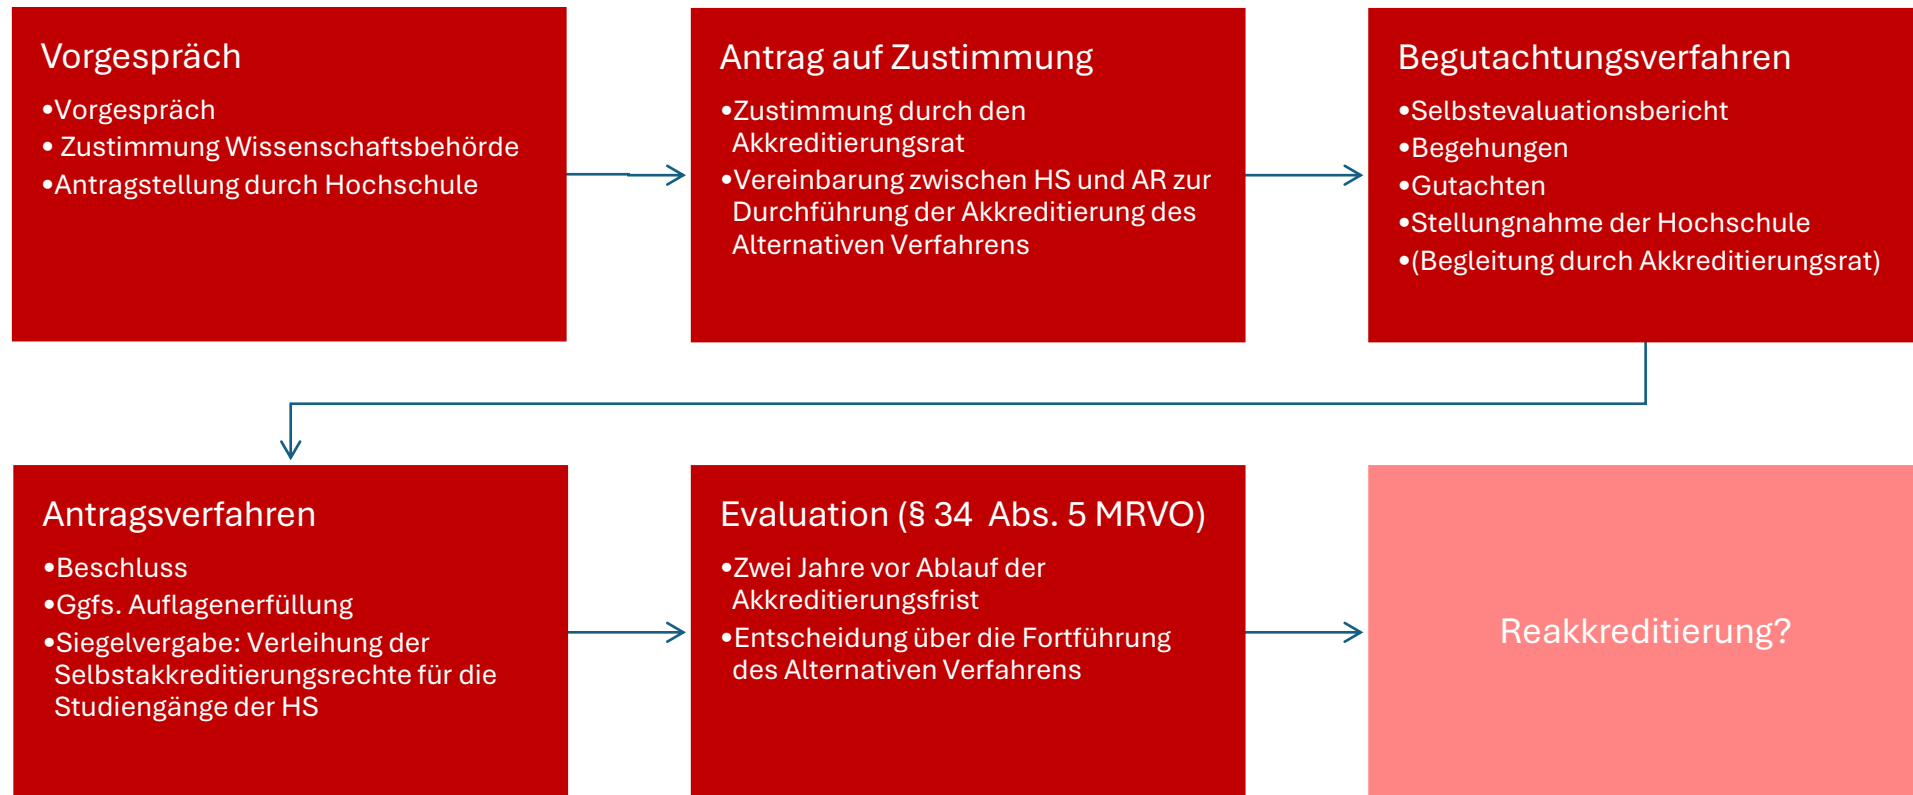 Vorgespräch
•Vorgespräch
• Zustimmung Wissenschaftsbehörde
•Antragstellung durch Hochschule
Antrag auf Zustimmung
•Zustimmung durch den
Akkreditierungsrat
•Vereinbarung zwischen HS und AR zur
Durchführung der Akkreditierung des
Alternativen Verfahrens
Begutachtungsverfahren
•Selbstevaluationsbericht
•Begehungen
•Gutachten
•Stellungnahme der Hochschule
•(Begleitung durch Akkreditierungsrat)
Antragsverfahren
•Beschluss
•Ggfs. Auflagenerfüllung
•Siegelvergabe: Verleihung der
Selbstakkreditierungsrechte für die
Studiengänge der HS
Evaluation (§ 34 Abs. 5 MRVO)
•Zwei Jahre vor Ablauf der
Akkreditierungsfrist
•Entscheidung über die Fortführung
des Alternativen Verfahrens
Reakkreditierung?